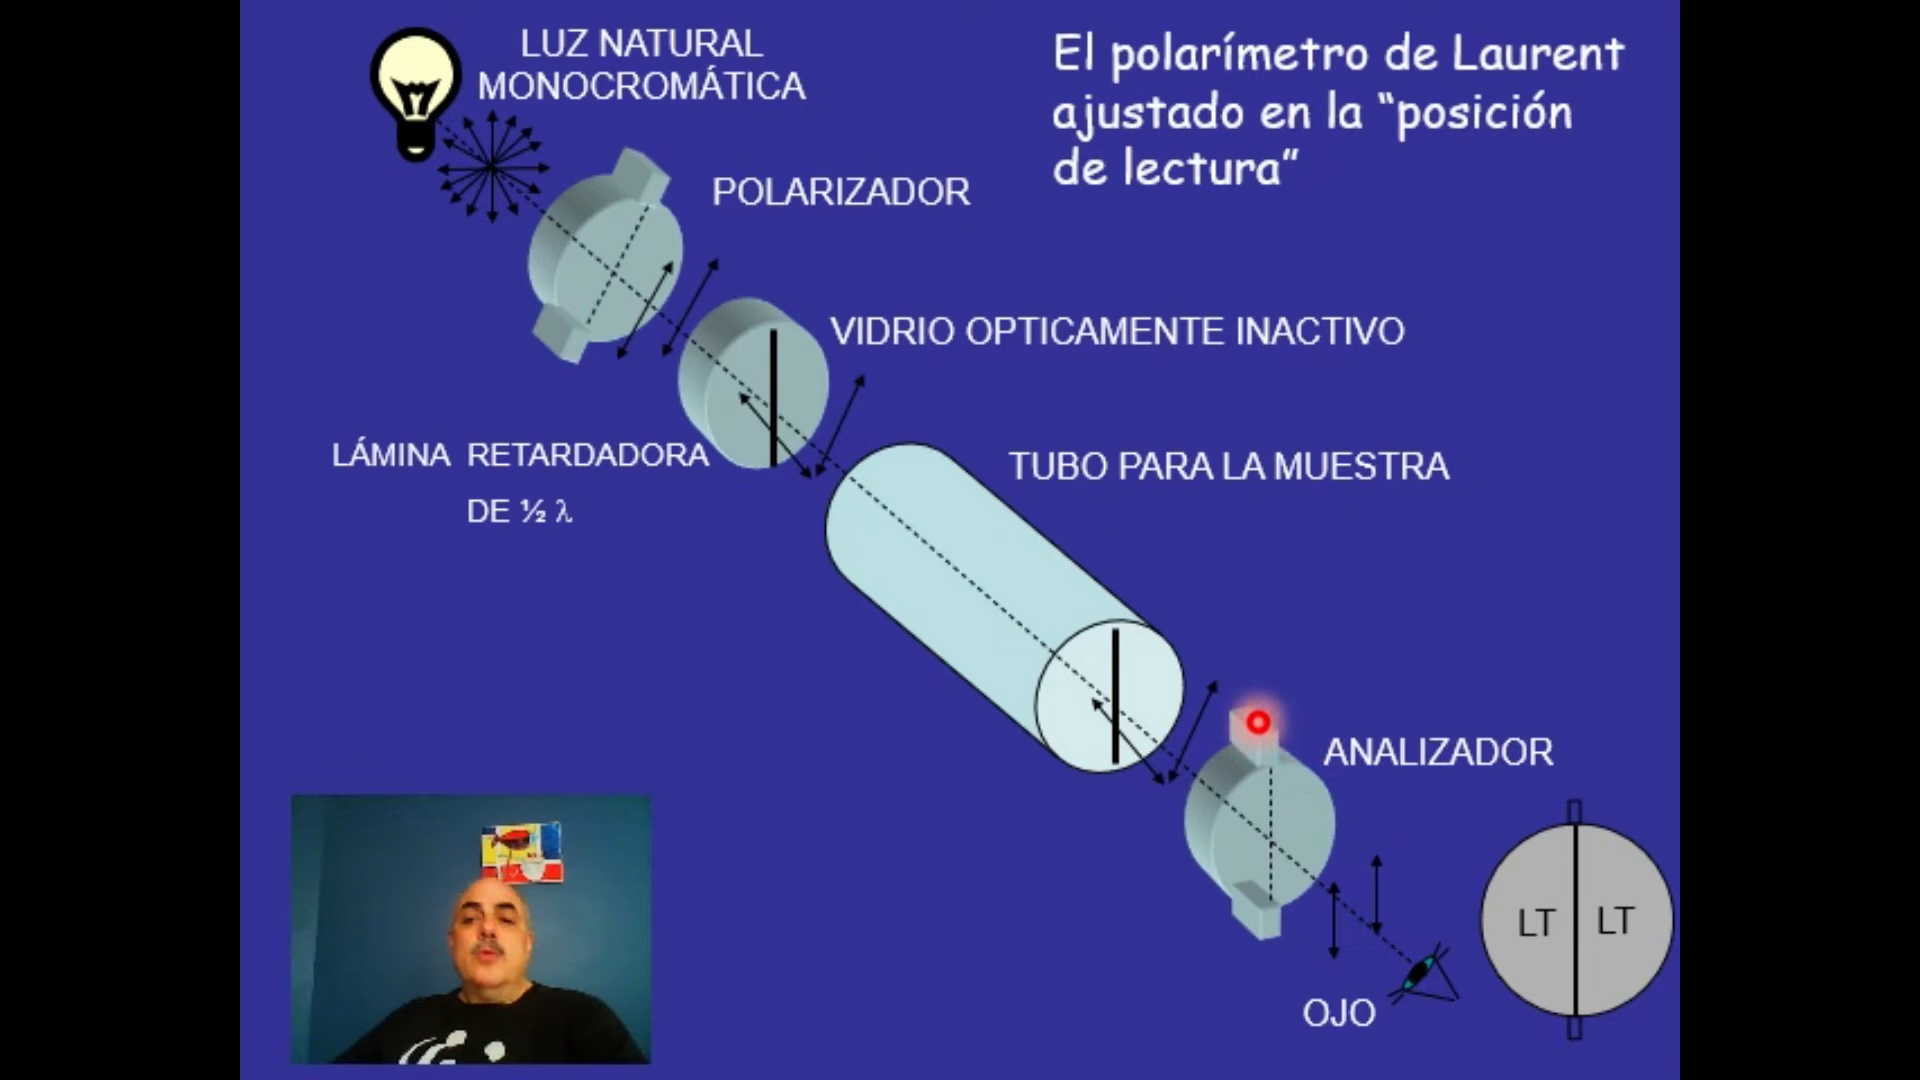 LUZ NATURAL
MONOCROMÁTICA
El polarímetro de Laurent
ajustado en la “posición
de lectura”
POLARIZADOR
VIDRIO OPTICAMENTE INACTIVO
LÁMINA RETARDADORA
DE ½ λ
TUBO PARA LA MUESTRA
ANALIZADOR
LT LT
OJO